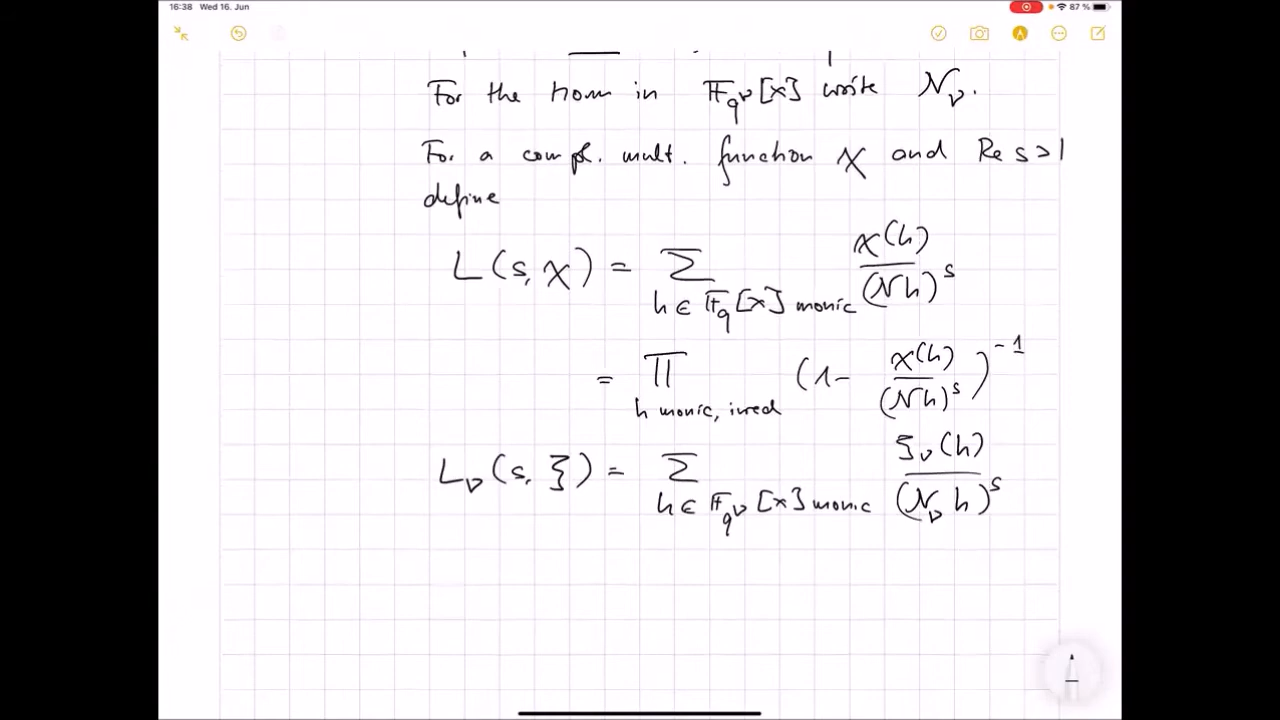 16:38 Wed 16. Jun 87 %
For the norm in 𝔽_{q^ν}[x] write 𝒩_ν.
For a compl. mult. function χ and Re s > 1
define
L(s, χ) = Σ_{h ∈ 𝔽_q[x] monic} χ(h) / (𝒩h)^s
= Π_{h monic, irred} (1 − χ(h) / (𝒩h)^s)^{−1}
L_ν(s, ξ) = Σ_{h ∈ 𝔽_{q^ν}[x] monic} ξ_ν(h) / (𝒩_ν h)^s